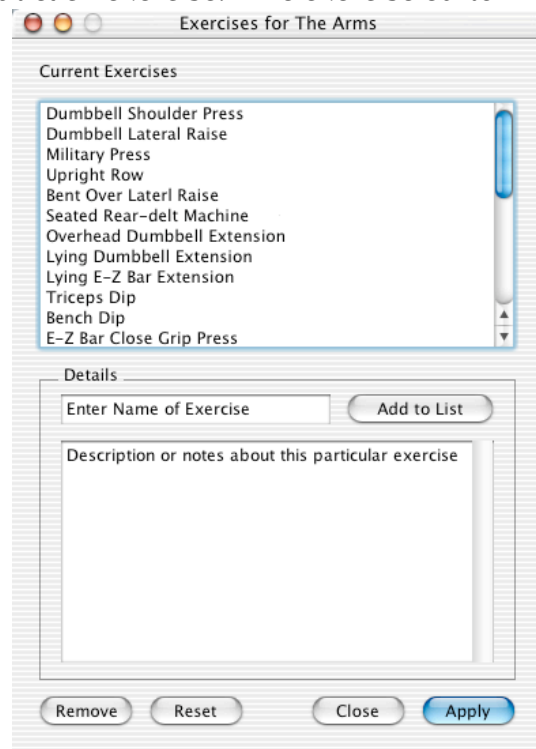 Exercises for The Arms
Current Exercises
Dumbbell Shoulder Press
Dumbbell Lateral Raise
Military Press
Upright Row
Bent Over Laterl Raise
Seated Rear-delt Machine
Overhead Dumbbell Extension
Lying Dumbbell Extension
Lying E-Z Bar Extension
Triceps Dip
Bench Dip
E-Z Bar Close Grip Press
Details
Enter Name of Exercise Add to List
Description or notes about this particular exercise
Remove Reset Close Apply